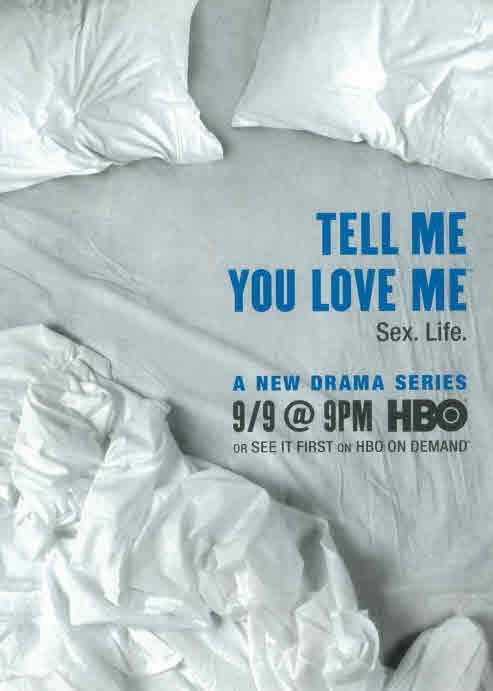 TELL ME
YOU LOVE ME
Sex. Life.
A NEW DRAMA SERIES
9/9 @ 9PM HBO
OR SEE IT FIRST ON HBO ON DEMAND